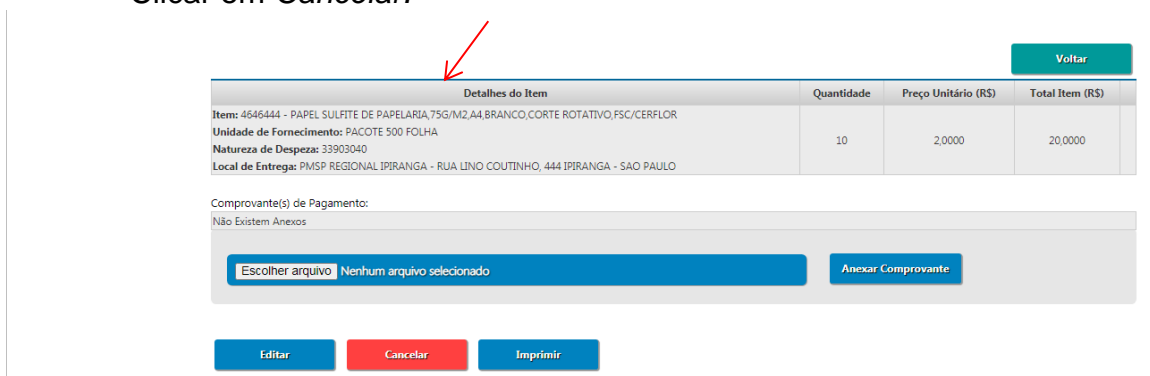 Clicar em Cancelar.
Voltar
Detalhes do Item Quantidade Preço Unitário (R$) Total Item (R$)
Item: 4646444 - PAPEL SULFITE DE PAPELARIA,75G/M2,A4,BRANCO,CORTE ROTATIVO,FSC/CERFLOR
Unidade de Fornecimento: PACOTE 500 FOLHA
Natureza de Despeza: 33903040
Local de Entrega: PMSP REGIONAL IPIRANGA - RUA LINO COUTINHO, 444 IPIRANGA - SAO PAULO
10 2,0000 20,0000
Comprovante(s) de Pagamento:
Não Existem Anexos
Escolher arquivo Nenhum arquivo selecionado Anexar Comprovante
Editar Cancelar Imprimir